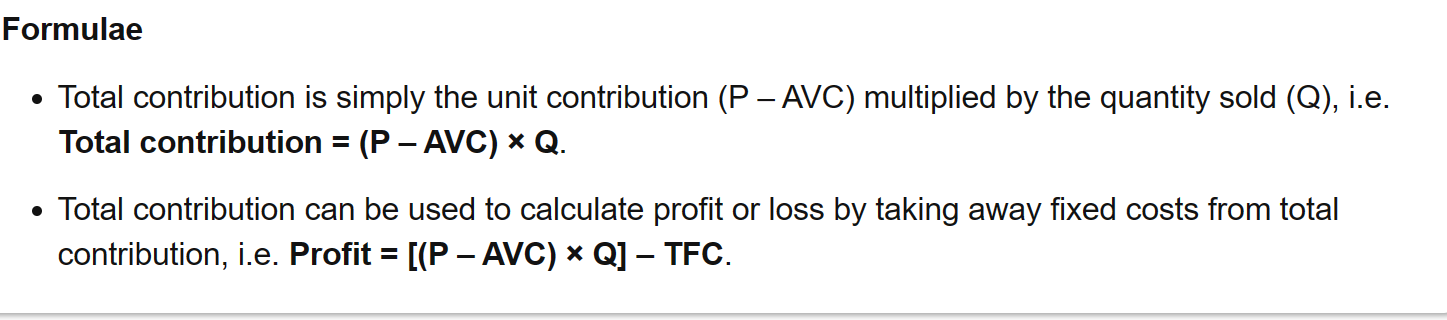 Formulae
• Total contribution is simply the unit contribution (P – AVC) multiplied by the quantity sold (Q), i.e.
Total contribution = (P – AVC) × Q.
• Total contribution can be used to calculate profit or loss by taking away fixed costs from total
contribution, i.e. Profit = [(P – AVC) × Q] – TFC.